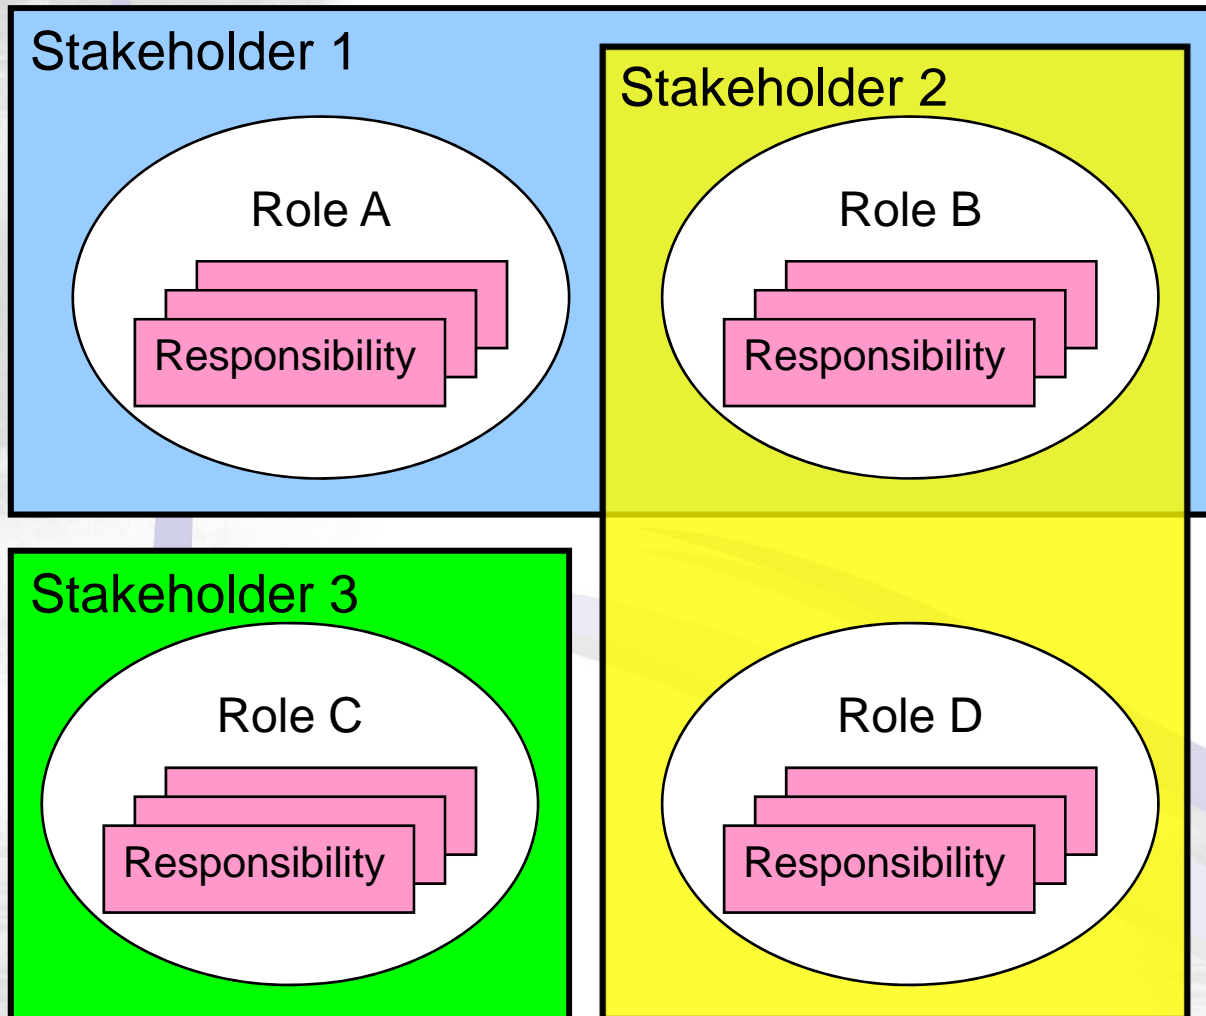 Stakeholder 1
Stakeholder 2
Role A
Responsibility
Role B
Responsibility
Stakeholder 3
Role C
Responsibility
Role D
Responsibility